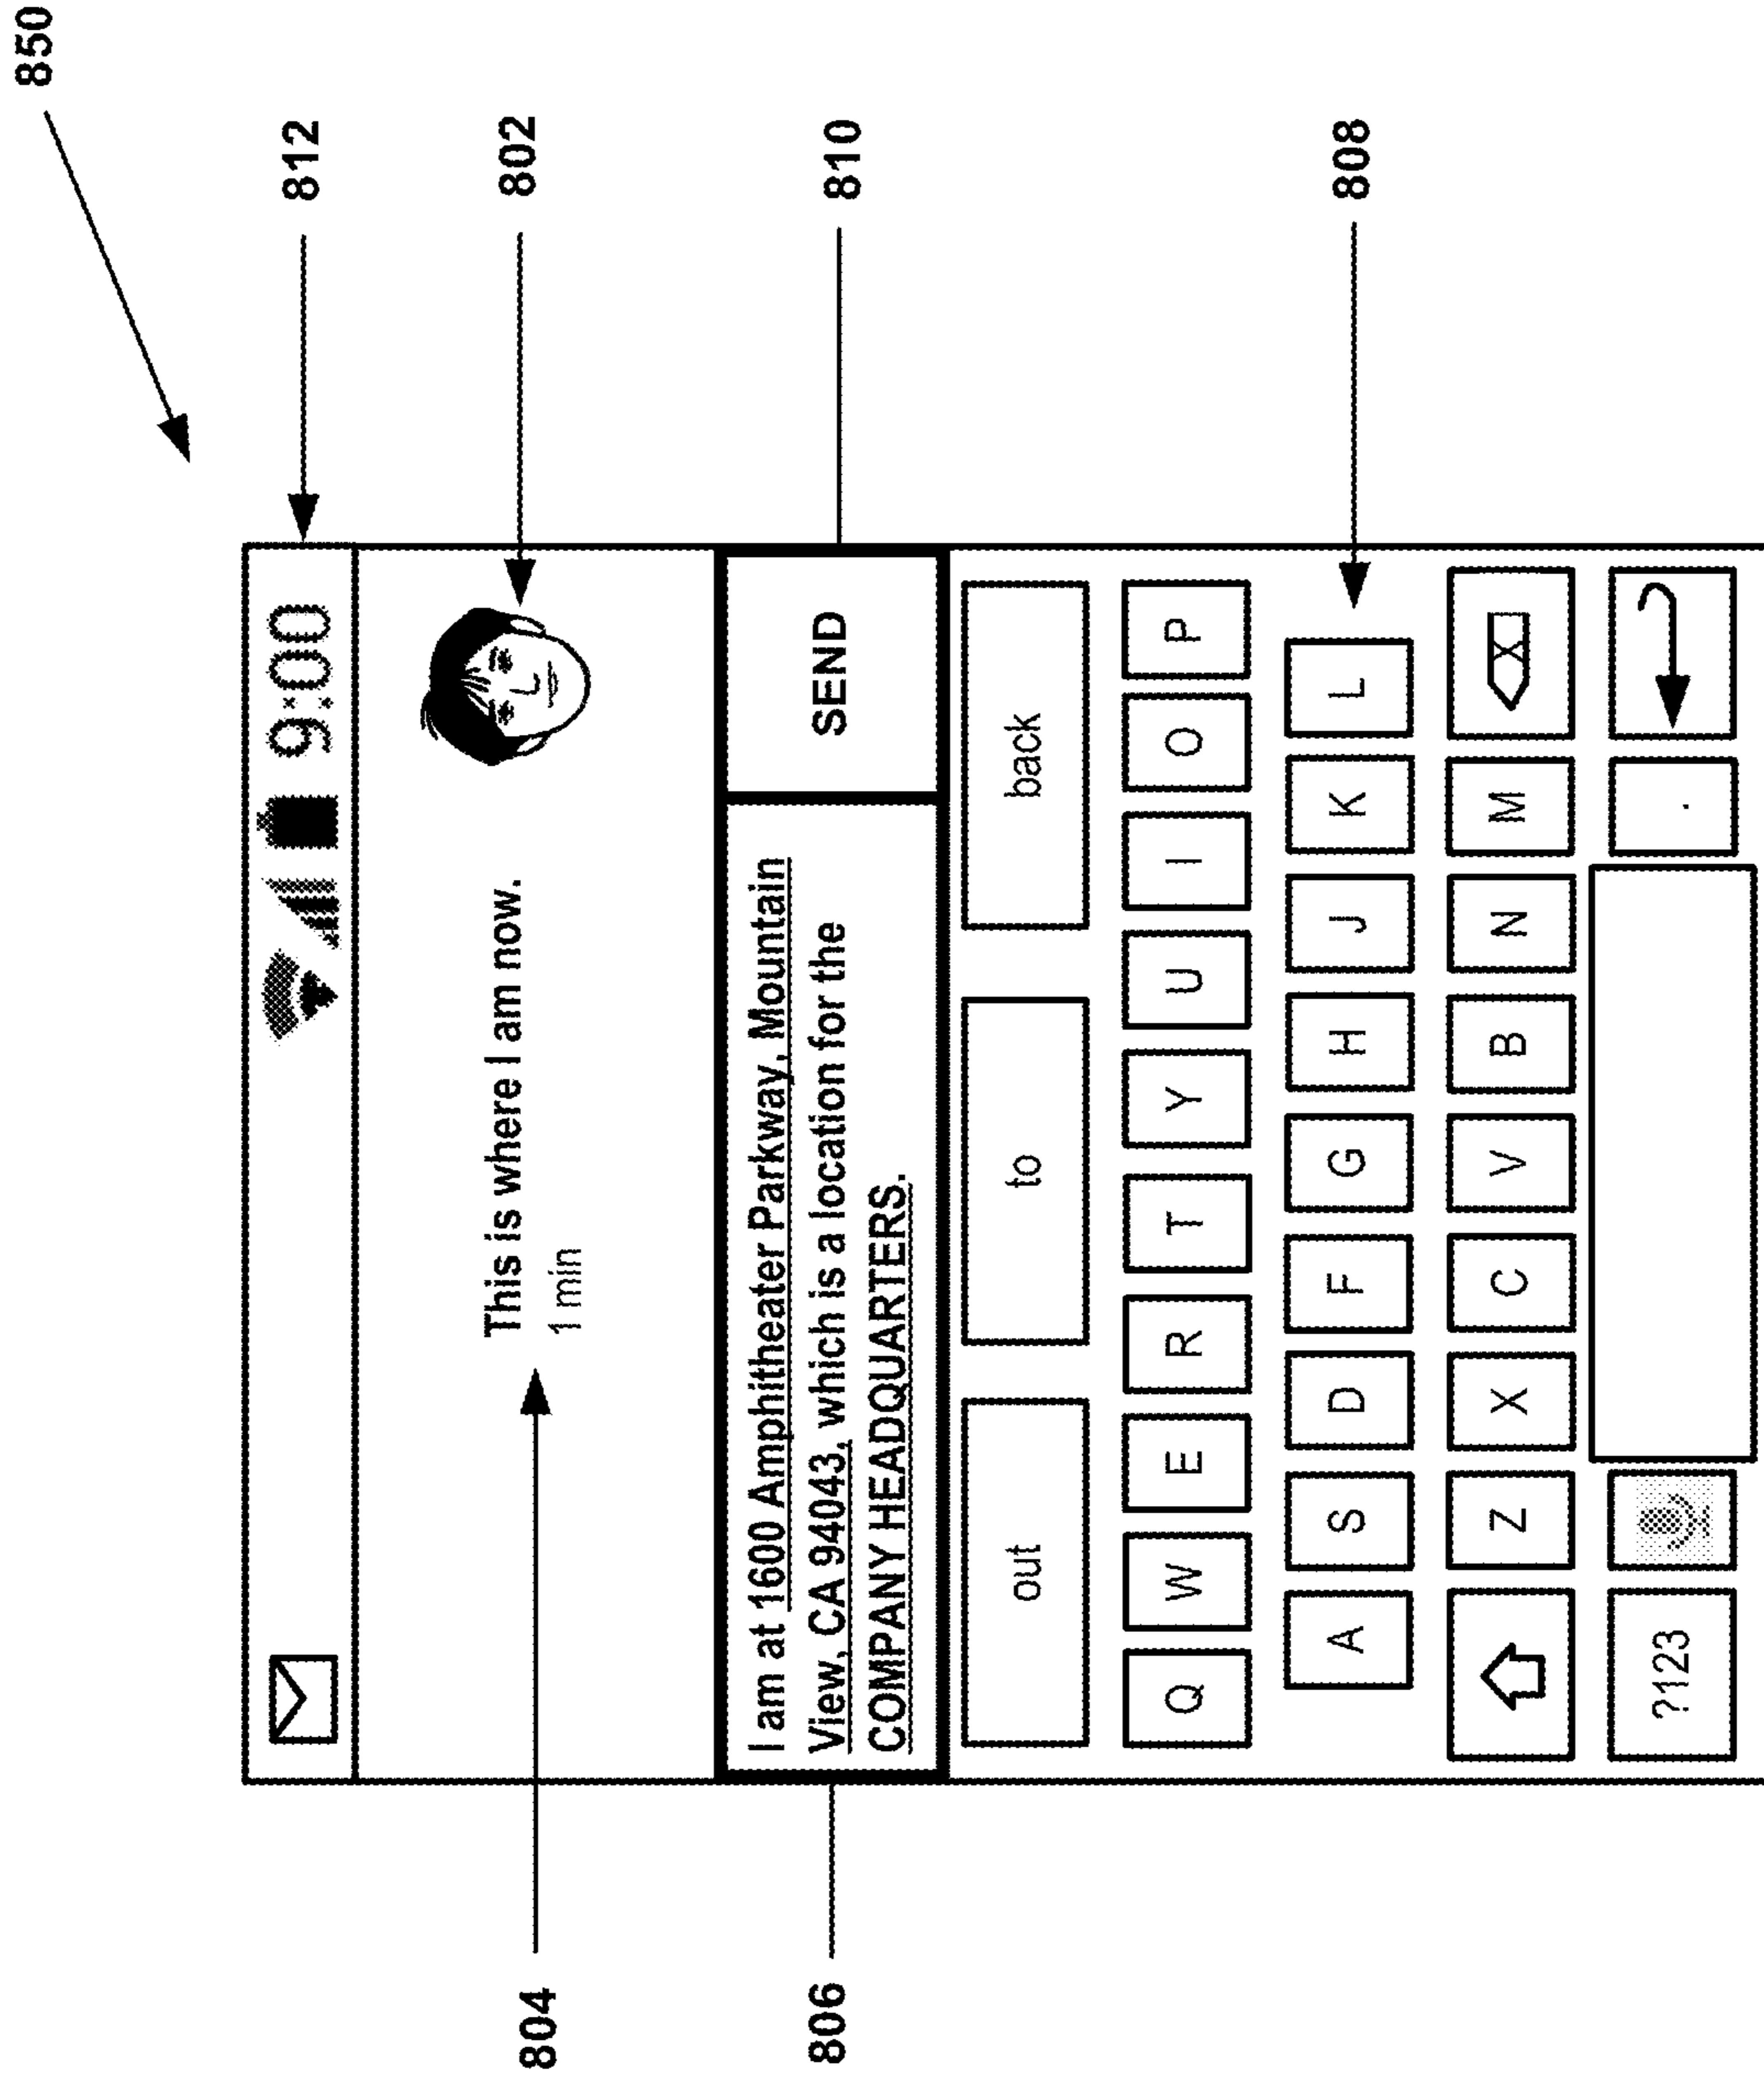 850
812
9:00
802
This is where I am now.
1 min
804
810
SEND
I am at 1600 Amphitheater Parkway, Mountain
View, CA 94043, which is a location for the
COMPANY HEADQUARTERS.
806
out to back
Q W E R T Y U I O P
808
A S D F G H J K L
Z X C V B N M X
?123 .